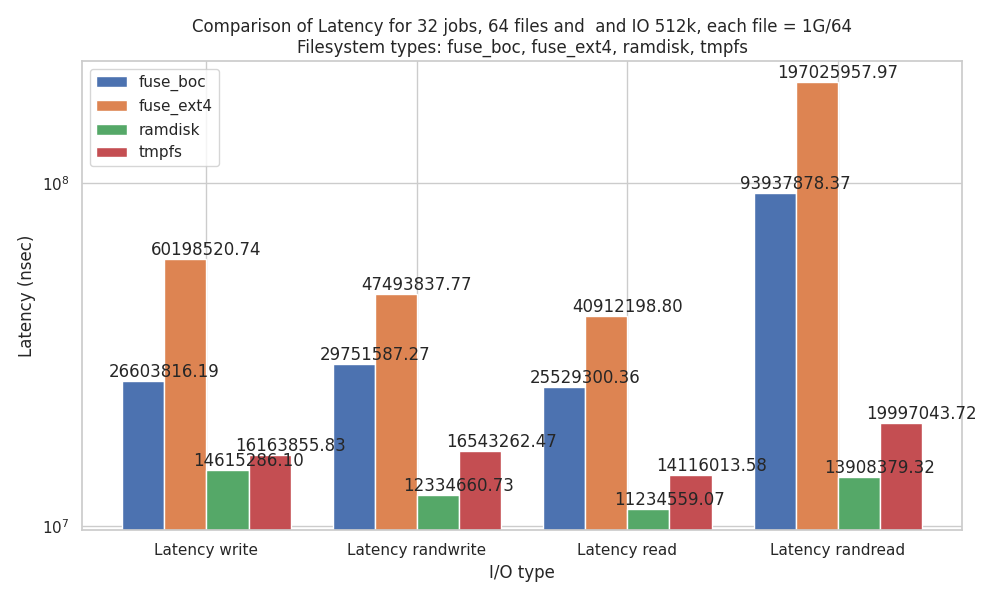 Comparison of Latency for 32 jobs, 64 files and  and IO 512k, each file = 1G/64
Filesystem types: fuse_boc, fuse_ext4, ramdisk, tmpfs
fuse_boc
fuse_ext4
ramdisk
tmpfs
Latency (nsec)
10⁸
10⁷
26603816.19
60198520.74
14615286.10
16163855.83
29751587.27
47493837.77
12334660.73
16543262.47
25529300.36
40912198.80
11234559.07
14116013.58
93937878.37
197025957.97
13908379.32
19997043.72
Latency write
Latency randwrite
Latency read
Latency randread
I/O type